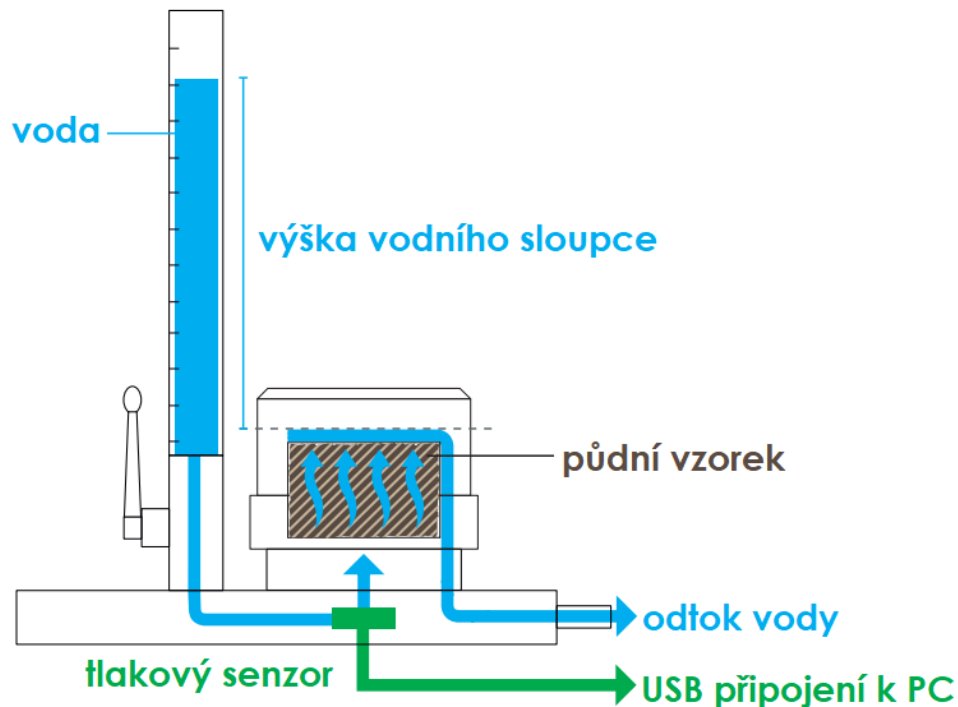 voda
výška vodního sloupce
půdní vzorek
odtok vody
tlakový senzor
USB připojení k PC